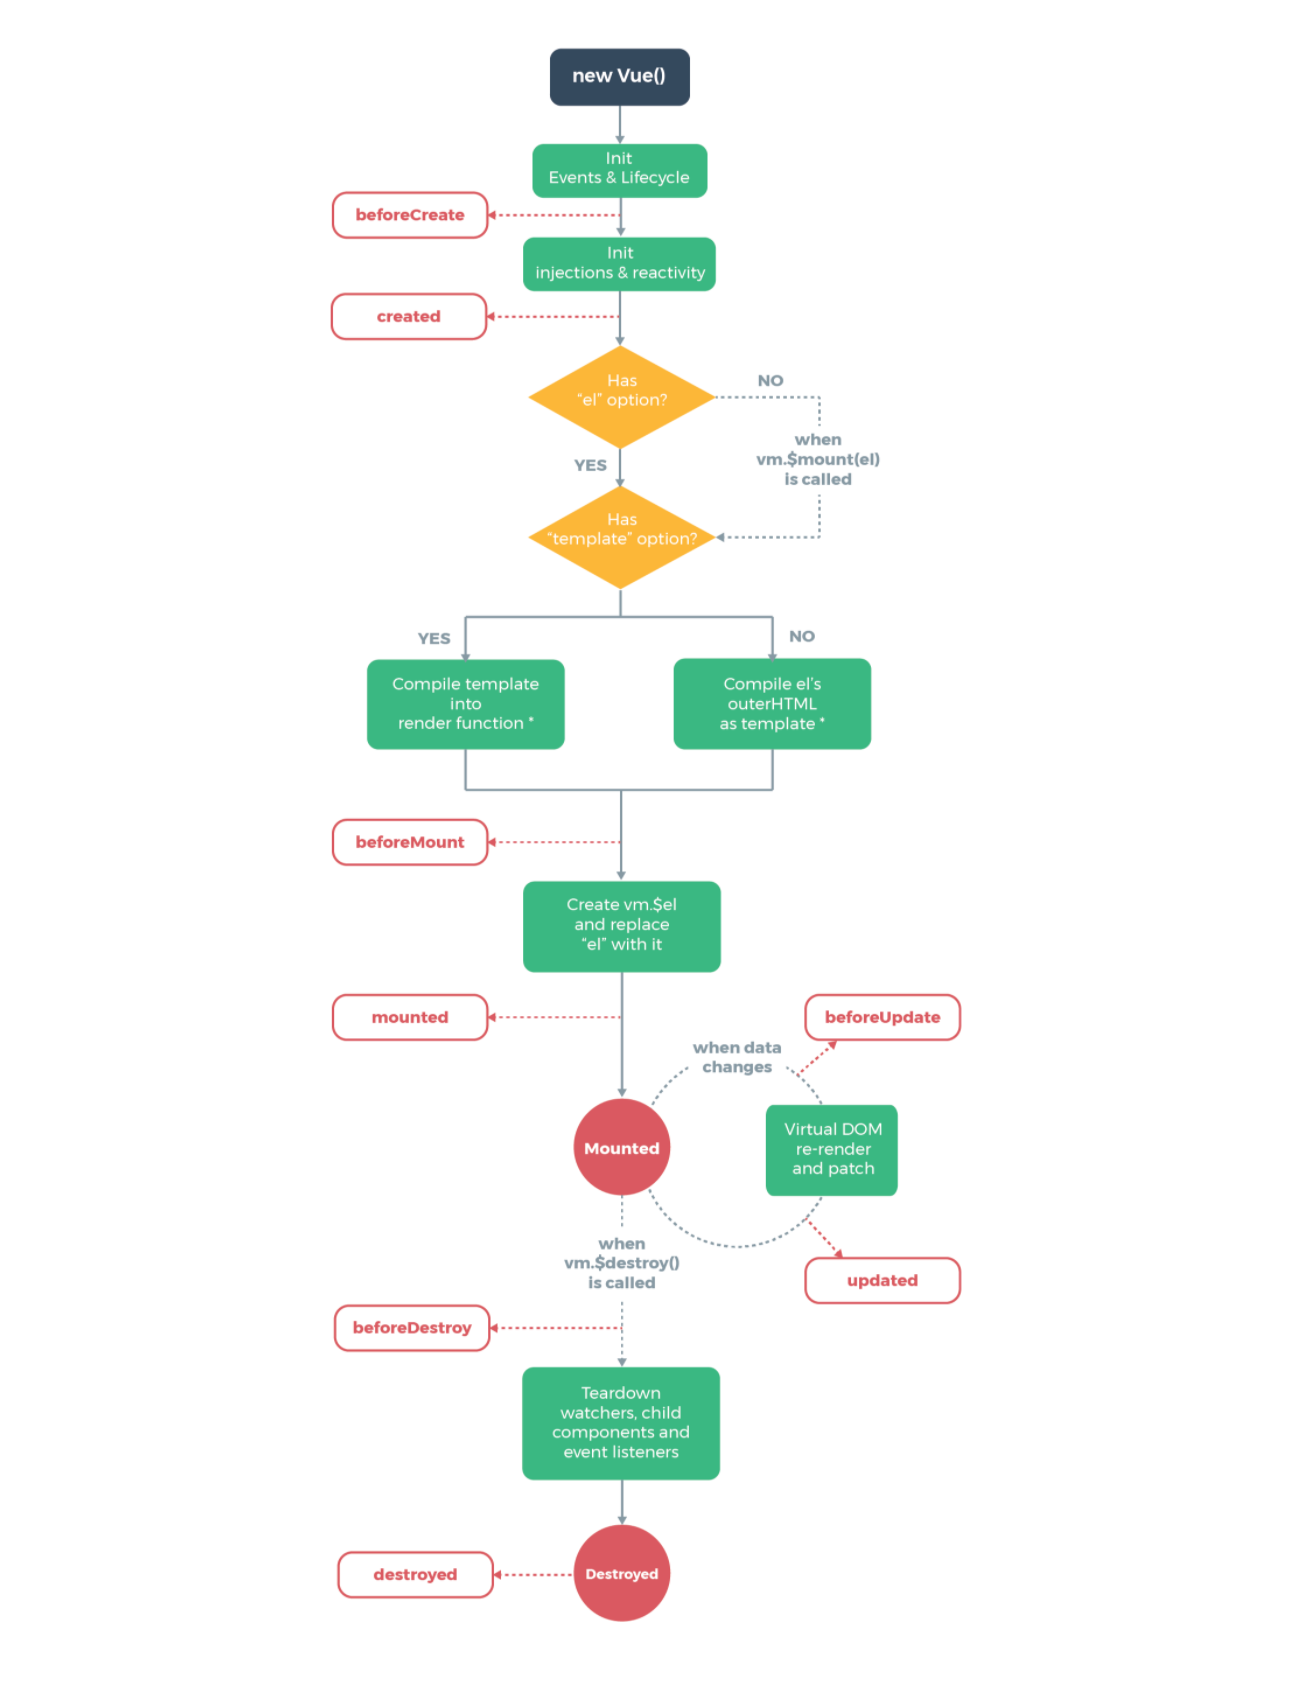 new Vue()
Init
Events & Lifecycle
beforeCreate
Init
injections & reactivity
created
Has
“el” option?
NO
when
vm.$mount(el)
is called
YES
Has
“template” option?
YES
NO
Compile template
into
render function *
Compile el’s
outerHTML
as template *
beforeMount
Create vm.$el
and replace
“el” with it
mounted
beforeUpdate
when data
changes
Mounted
Virtual DOM
re-render
and patch
when
vm.$destroy()
is called
updated
beforeDestroy
Teardown
watchers, child
components and
event listeners
destroyed
Destroyed